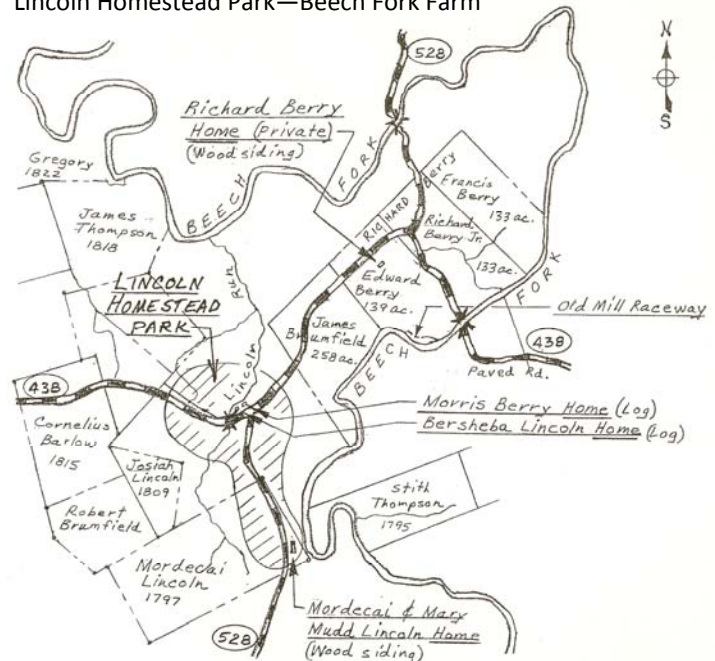 Lincoln Homestead Park—Beech Fork Farm
528
N
S
Richard Berry
Home (Private)
(Wood siding)
Gregory
1822
James
Thompson
1818
BEECH
FORK
RICHARD Berry
Francis
Berry
133 ac.
Richard
Berry Jr.
133 ac.
Edward
Berry
139 ac.
FORK
BEECH
Old Mill Raceway
Run
Lincoln
LINCOLN
HOMESTEAD
PARK
James
Brumfield
258 ac.
438
438
Paved Rd.
Morris Berry Home (Log)
Bersheba Lincoln Home (Log)
Cornelius
Barlow
1815
Josiah
Lincoln
1809
Robert
Brumfield
Stith
Thompson
1795
Mordecai
Lincoln
1797
Mordecai & Mary
Mudd Lincoln Home
(Wood siding)
528